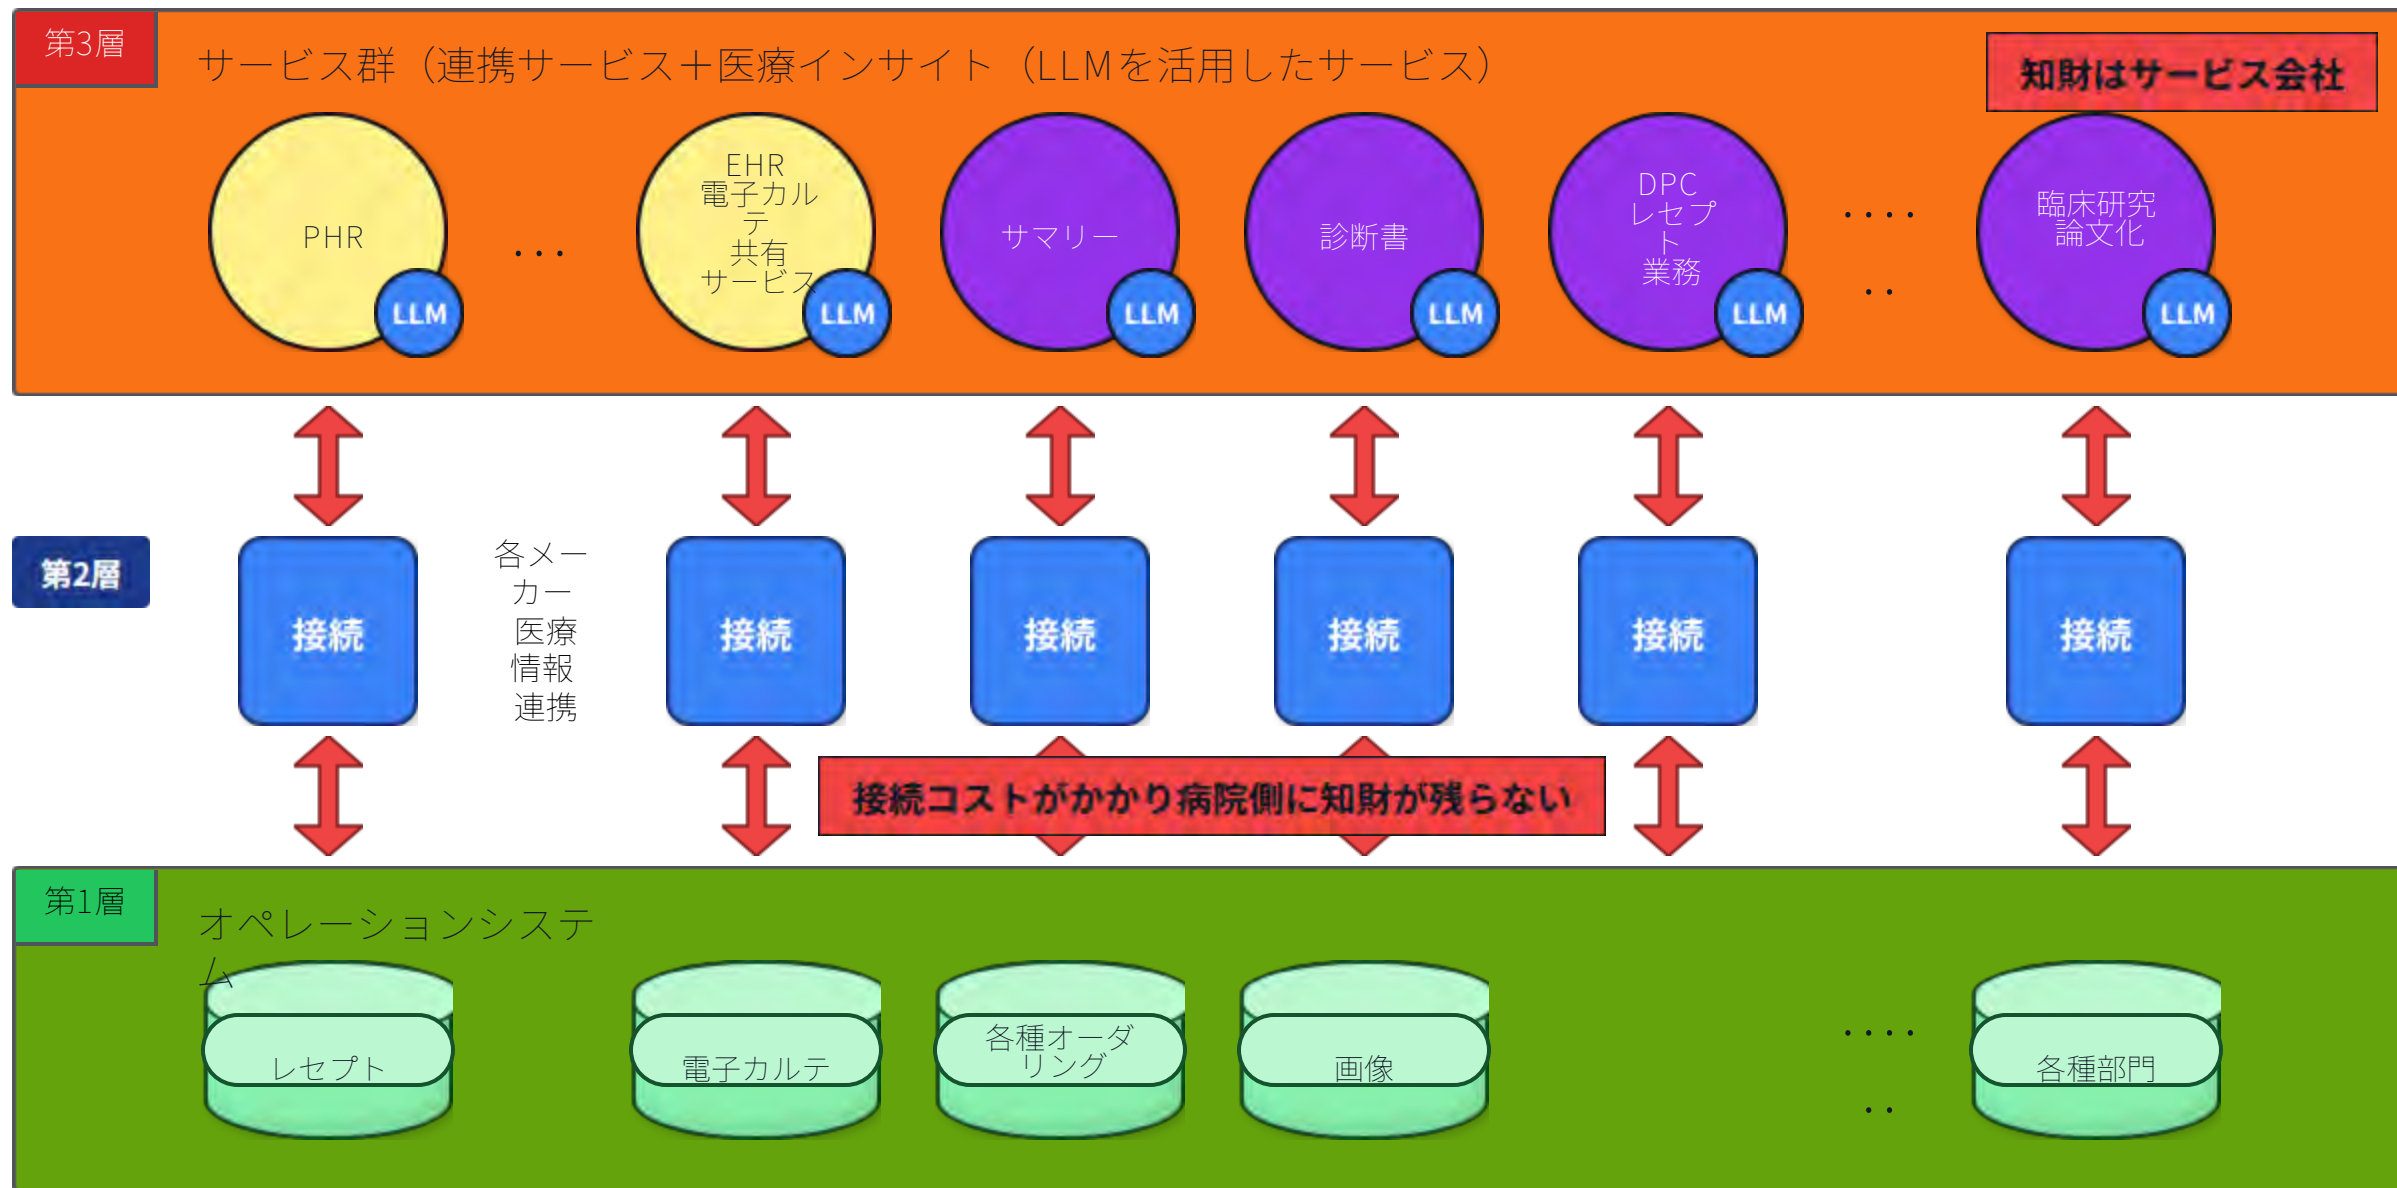 第3層
サービス群（連携サービス＋医療インサイト（LLMを活用したサービス）
知財はサービス会社
PHR
LLM
・・・
EHR
電子カル
テ
共有
サービス
LLM
サマリー
LLM
診断書
LLM
DPC
レセプ
ト
業務
LLM
・・・・
・・
臨床研究
論文化
LLM
第2層
接続
各メー
カー
医療
情報
連携
接続
接続
接続
接続
接続
接続コストがかかり病院側に知財が残らない
第1層
オペレーションシステ
ム
レセプト
電子カルテ
各種オーダ
リング
画像
・・・・
・・
各種部門